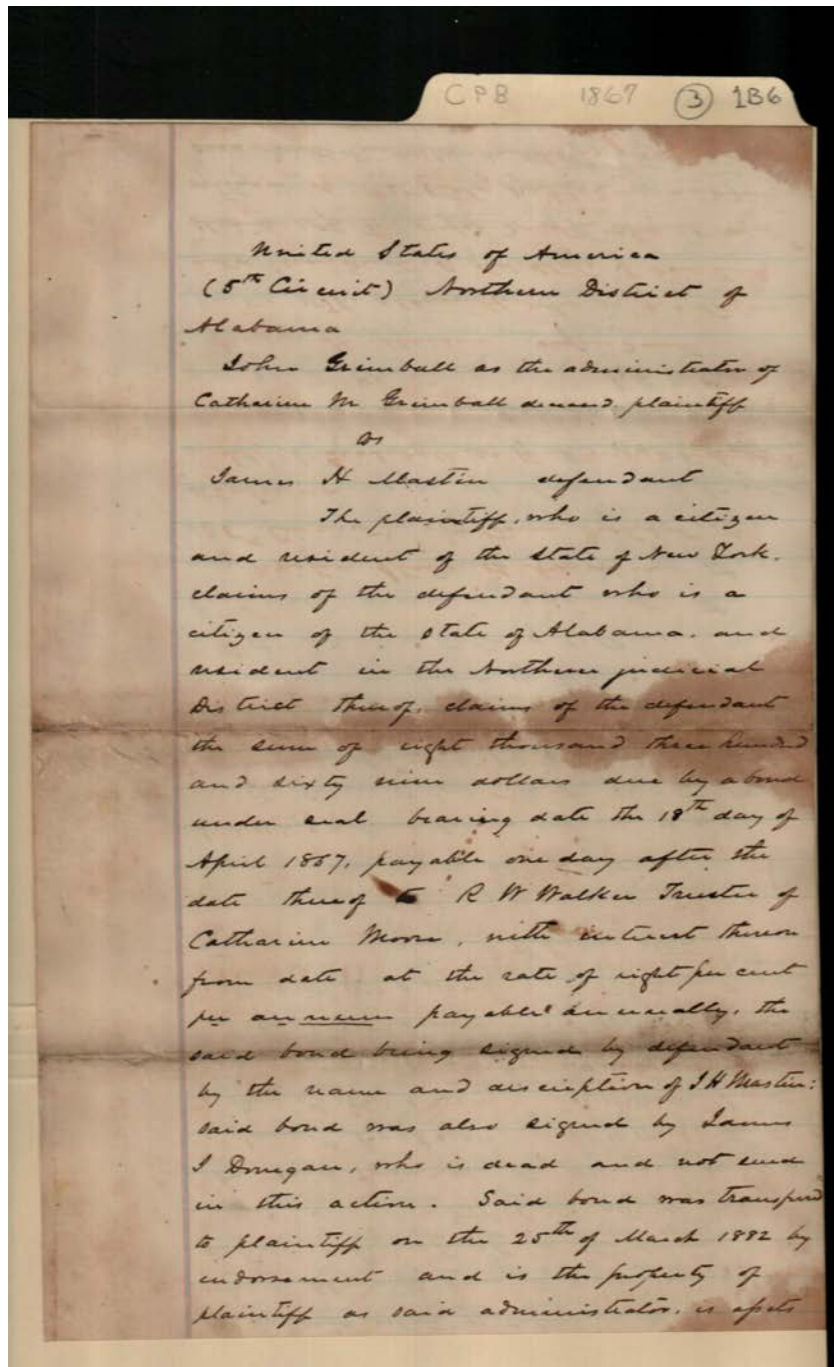 CPB 1867 3 1B6
United States of America
(5th Circuit) Northern District of
Alabama
John Grimball as the administrator of
Catharine M Grimball deceased plaintiff
vs
James H Mastin defendant
The plaintiff, who is a citizen
and resident of the state of New York,
claims of the defendant who is a
citizen of the state of Alabama, and
resident in the Northern judicial
District thereof, claims of the defendant
the sum of eight thousand three hundred
and sixty nine dollars due by a bond
under seal bearing date the 18th day of
April 1867, payable one day after the
date thereof to R W Walker Trustee of
Catharine Moore, with interest thereon
from date at the rate of eight per cent
per annum payable annually, the
said bond being signed by defendant
by the name and description of J H Mastin:
said bond was also signed by James
J Donegan, who is dead and not sued
in this action. Said bond was transferred
to plaintiff on the 25th of March 1882 by
endorsement and is the property of
plaintiff as said administrator, is assets